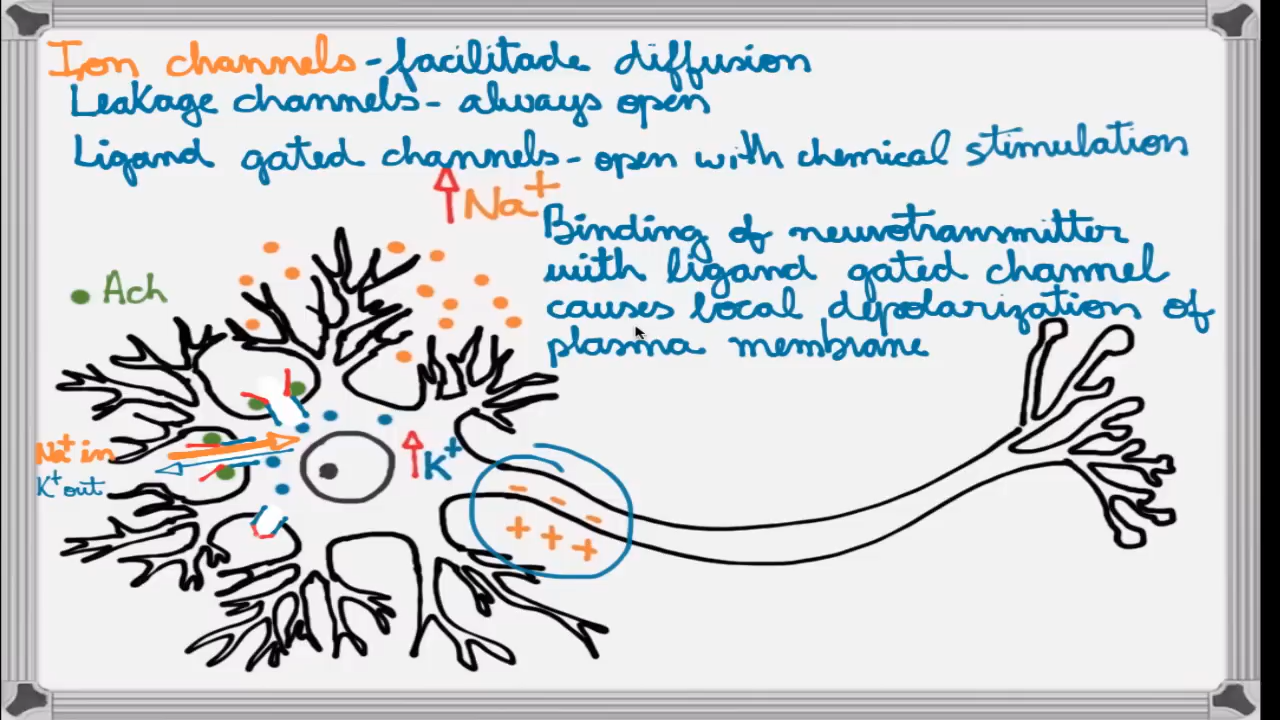 Ion channels - facilitade diffusion
Leakage channels - always open
Ligand gated channels - open with chemical stimulation
↑ Na+
Binding of neurotransmitter
with ligand gated channel
causes local depolarization of
plasma membrane
Ach
Na+ in
K+ out
↑ K+
- - -
+ + +